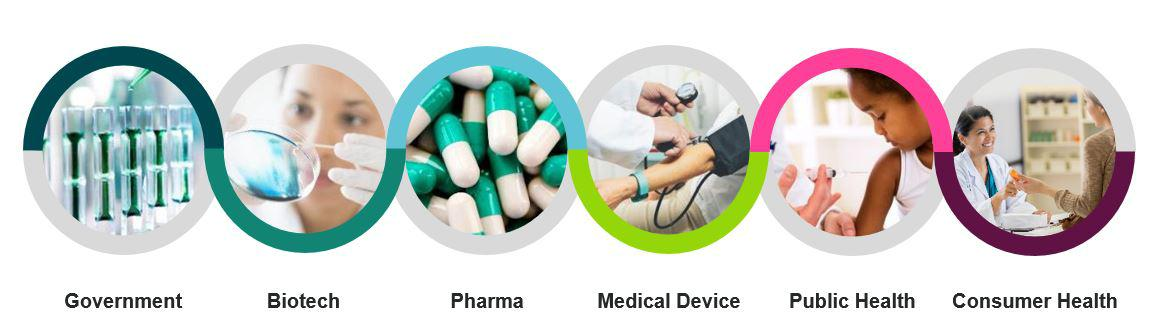 Government
Biotech
Pharma
Medical Device
Public Health
Consumer Health